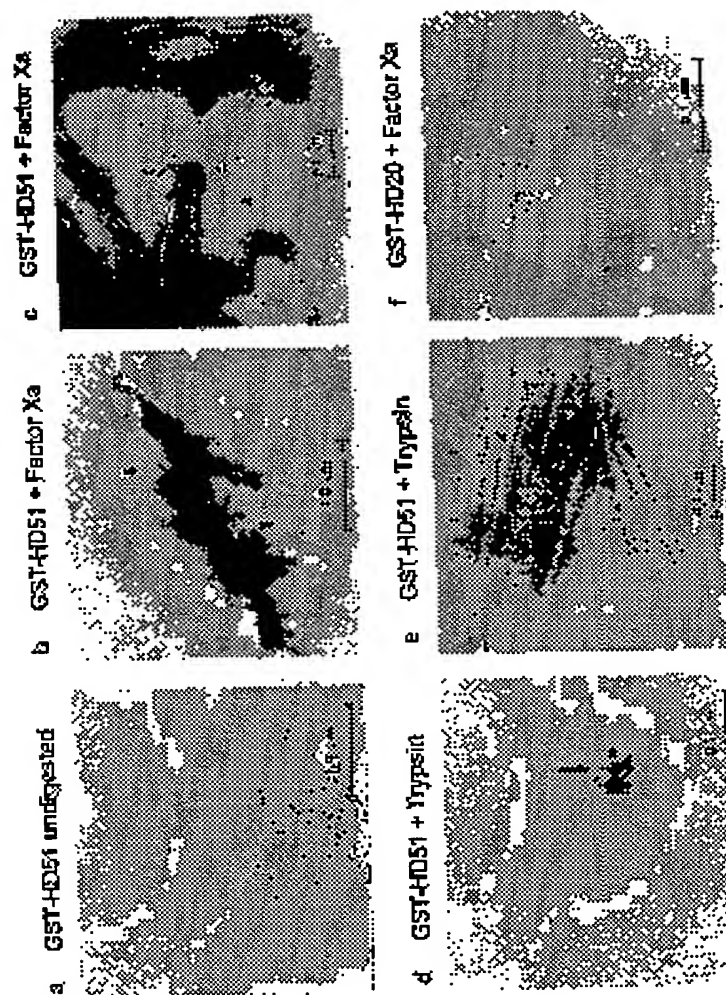 a GST-HD51 undigested
b GST-HD51 + Factor Xa
c GST-HD51 + Factor Xa
d GST-HD51 + Trypsin
e GST-HD51 + Trypsin
f GST-HD20 + Factor Xa